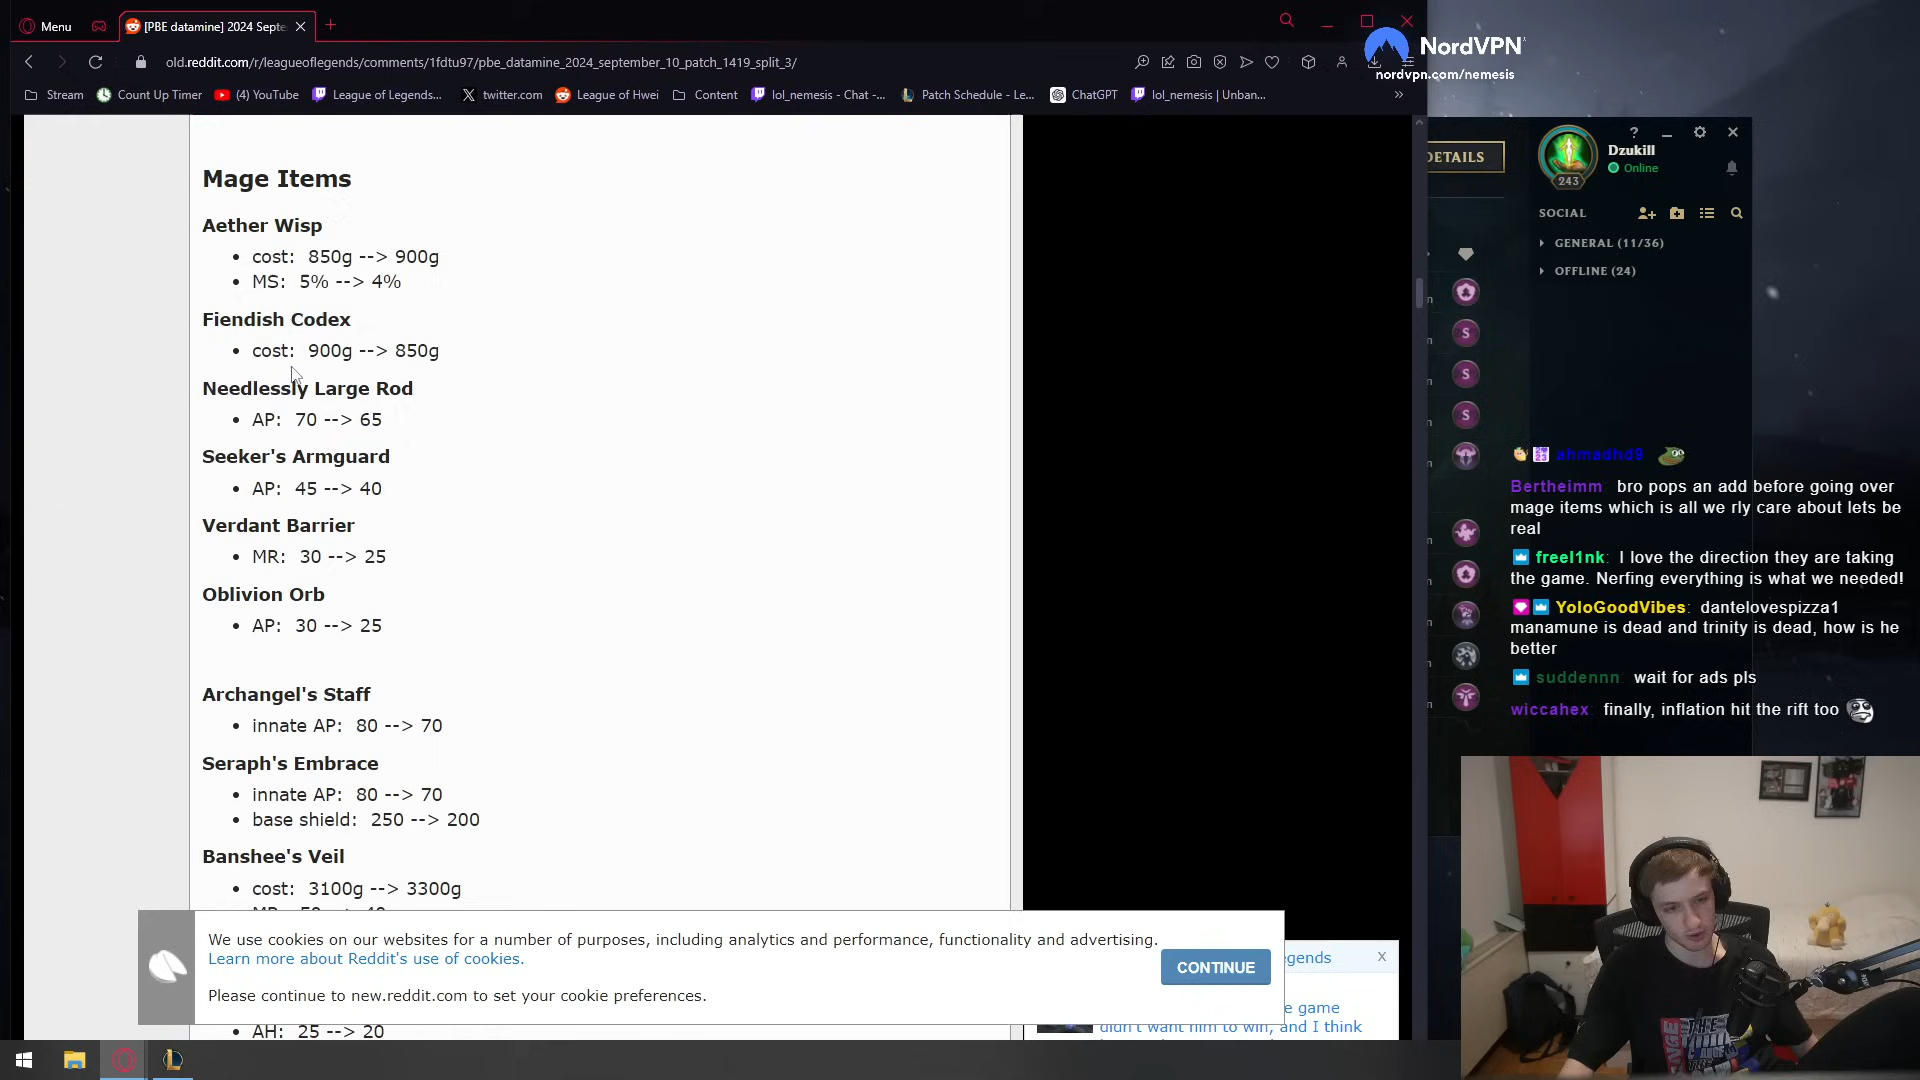 Menu
[PBE datamine] 2024 Septe
old.reddit.com/r/leagueoflegends/comments/1fdtu97/pbe_datamine_2024_september_10_patch_1419_split_3/
Stream
Count Up Timer
(4) YouTube
League of Legends...
twitter.com
League of Hwei
Content
lol_nemesis - Chat -...
Patch Schedule - Le...
ChatGPT
lol_nemesis | Unban...
»
NordVPN
nordvpn.com/nemesis
Mage Items
Aether Wisp
• cost: 850g --> 900g
• MS: 5% --> 4%
Fiendish Codex
• cost: 900g --> 850g
Needlessly Large Rod
• AP: 70 --> 65
Seeker's Armguard
• AP: 45 --> 40
Verdant Barrier
• MR: 30 --> 25
Oblivion Orb
• AP: 30 --> 25
Archangel's Staff
• innate AP: 80 --> 70
Seraph's Embrace
• innate AP: 80 --> 70
• base shield: 250 --> 200
Banshee's Veil
• cost: 3100g --> 3300g
We use cookies on our websites for a number of purposes, including analytics and performance, functionality and advertising.
Learn more about Reddit's use of cookies.
Please continue to new.reddit.com to set your cookie preferences.
CONTINUE
AH: 25 --> 20
egends
X
e game
didn't want him to win, and I think
DETAILS
Dzukill
Online
243
SOCIAL
GENERAL (11/36)
OFFLINE (24)
S
S
S
ahmadhd9
Bertheimm: bro pops an add before going over
mage items which is all we rly care about lets be
real
freel1nk: I love the direction they are taking
the game. Nerfing everything is what we needed!
YoloGoodVibes: dantelovespizza1
manamune is dead and trinity is dead, how is he
better
suddennn: wait for ads pls
wiccahex: finally, inflation hit the rift too